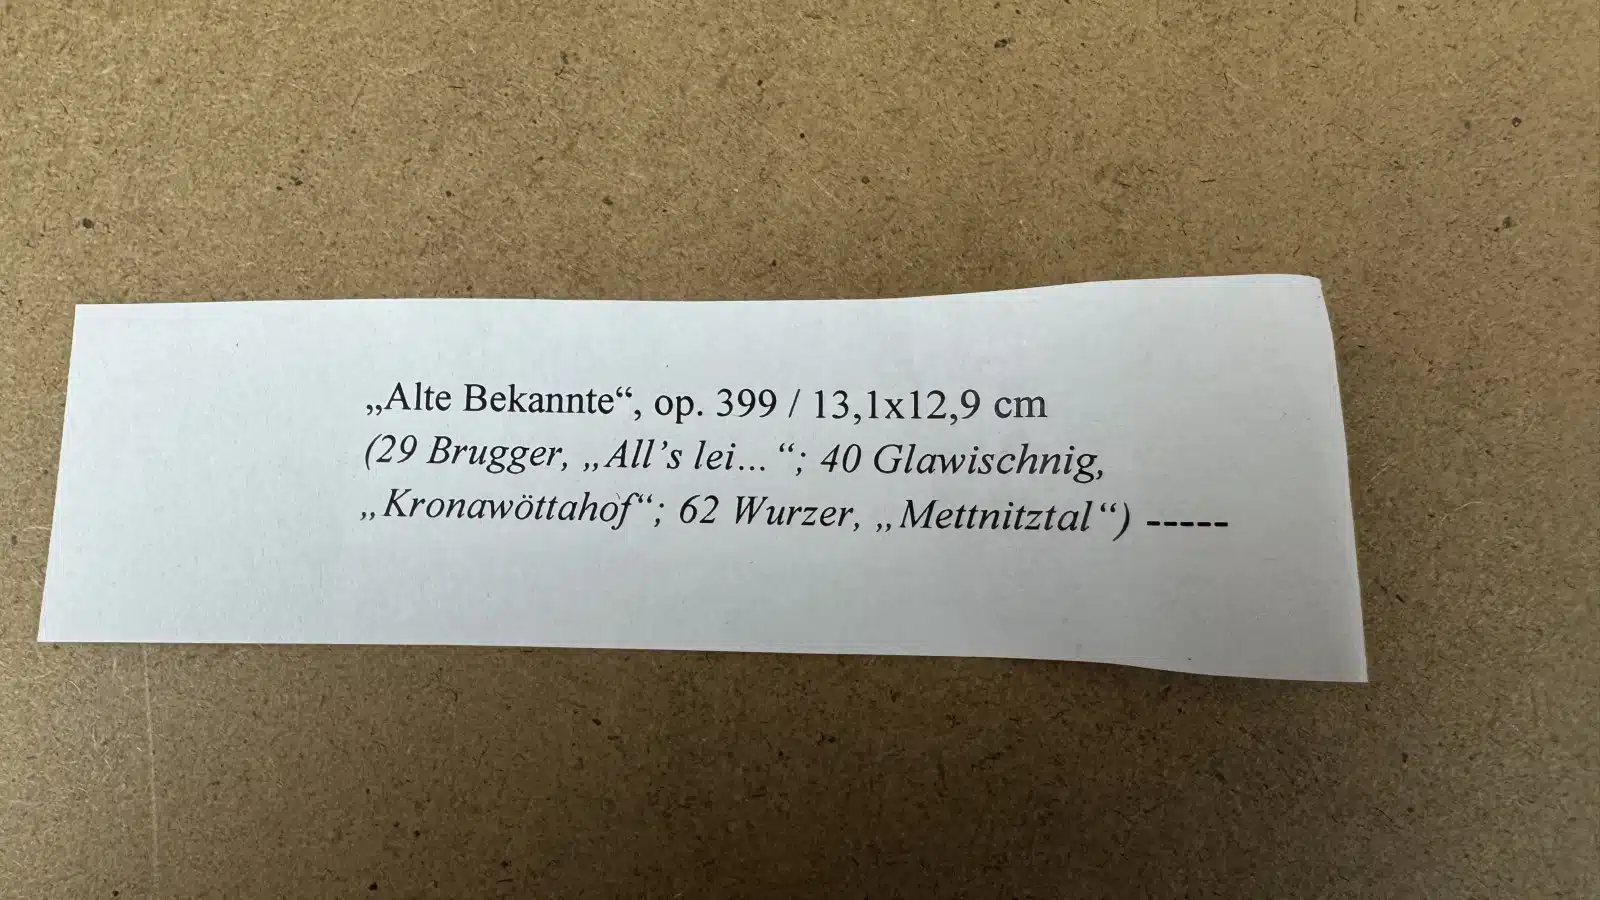 „Alte Bekannte“, op. 399 / 13,1x12,9 cm
(29 Brugger, „All’s lei... “; 40 Glawischnig,
„Kronawöttahof“; 62 Wurzer, „Mettnitztal“) -----